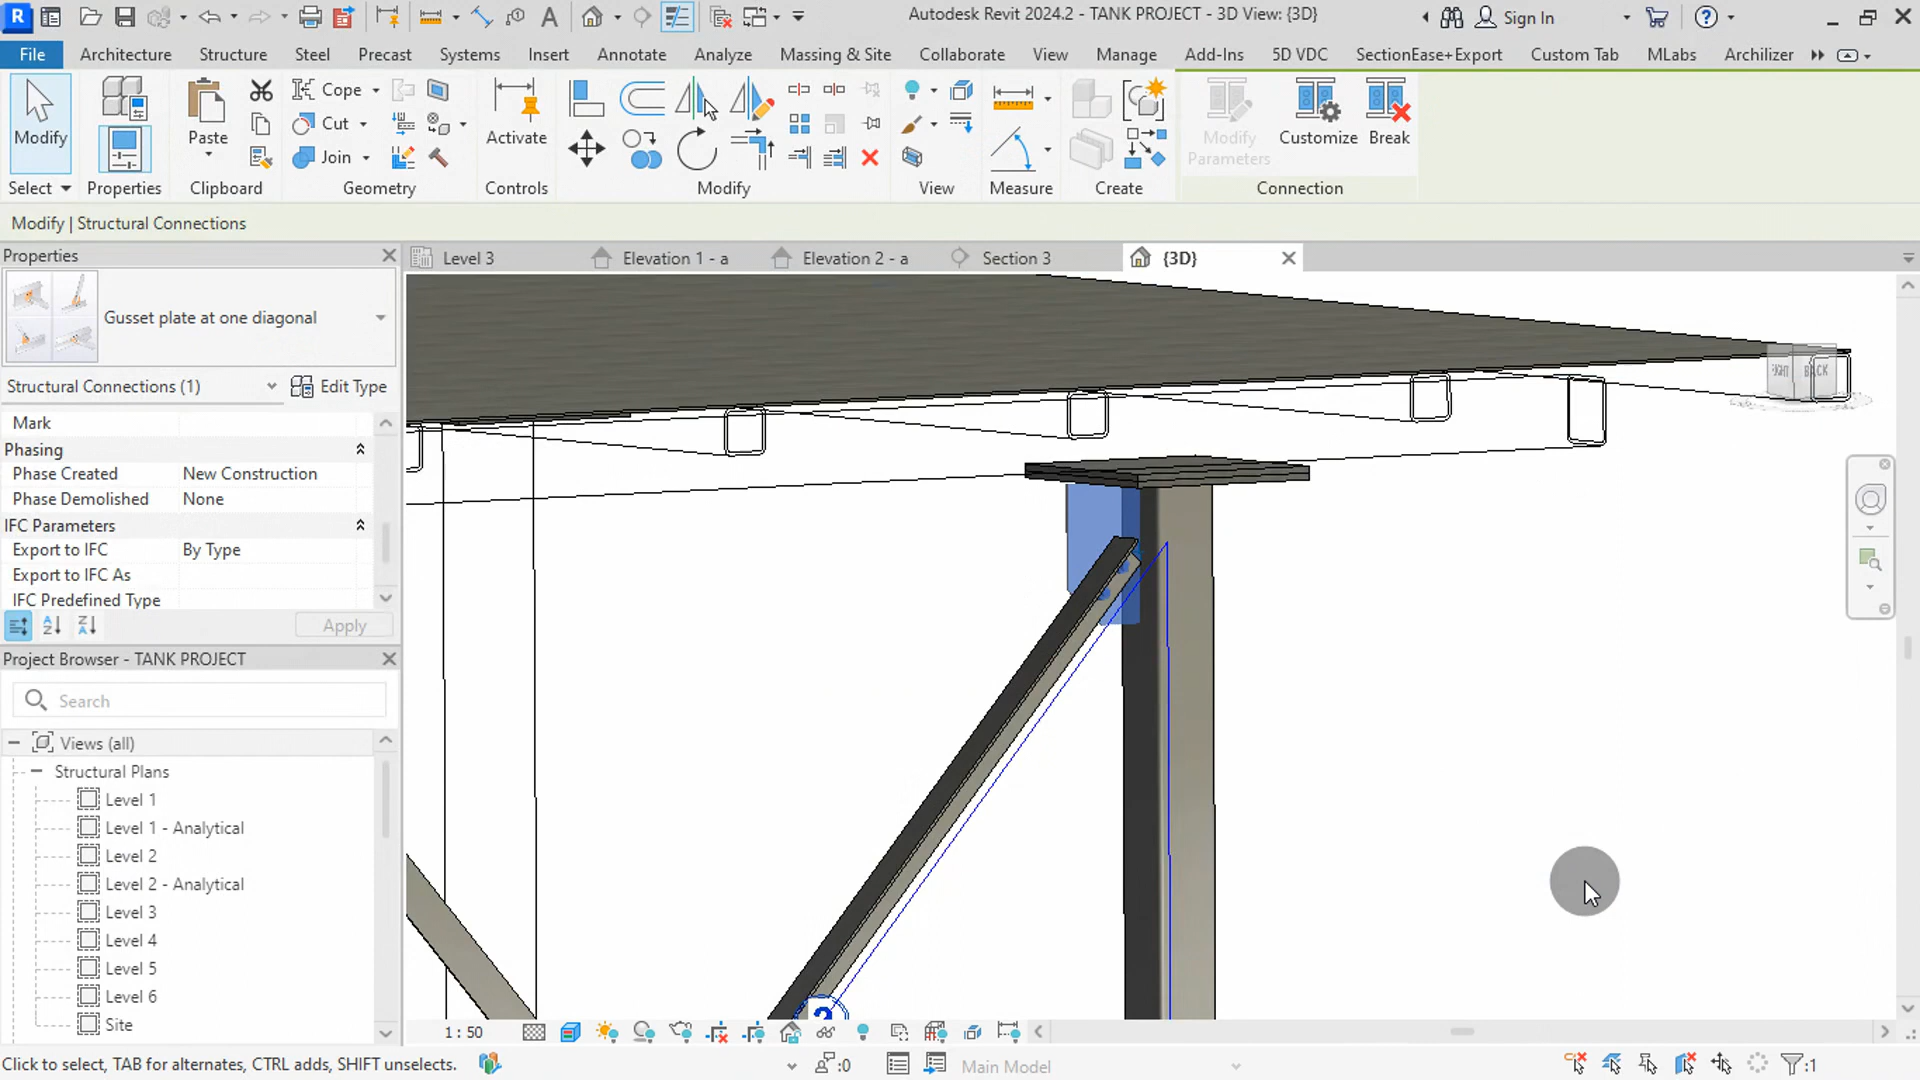 R
Autodesk Revit 2024.2 - TANK PROJECT - 3D View: {3D}
Sign In
File Architecture Structure Steel Precast Systems Insert Annotate Analyze Massing & Site Collaborate View Manage Add-Ins 5D VDC SectionEase+Export Custom Tab MLabs Archilizer
Modify
Paste
Cope
Cut
Join
Activate
Modify Parameters
Customize
Break
Select Properties Clipboard Geometry Controls Modify View Measure Create Connection
Modify | Structural Connections
Properties
Level 3 Elevation 1 - a Elevation 2 - a Section 3 {3D}
Gusset plate at one diagonal
Structural Connections (1) Edit Type
Mark
Phasing
Phase Created New Construction
Phase Demolished None
IFC Parameters
Export to IFC By Type
Export to IFC As
IFC Predefined Type
Apply
BACK
Project Browser - TANK PROJECT
Search
Views (all)
Structural Plans
Level 1
Level 1 - Analytical
Level 2
Level 2 - Analytical
Level 3
Level 4
Level 5
Level 6
Site
2
1 : 50
Click to select, TAB for alternates, CTRL adds, SHIFT unselects.
:0
Main Model
:1